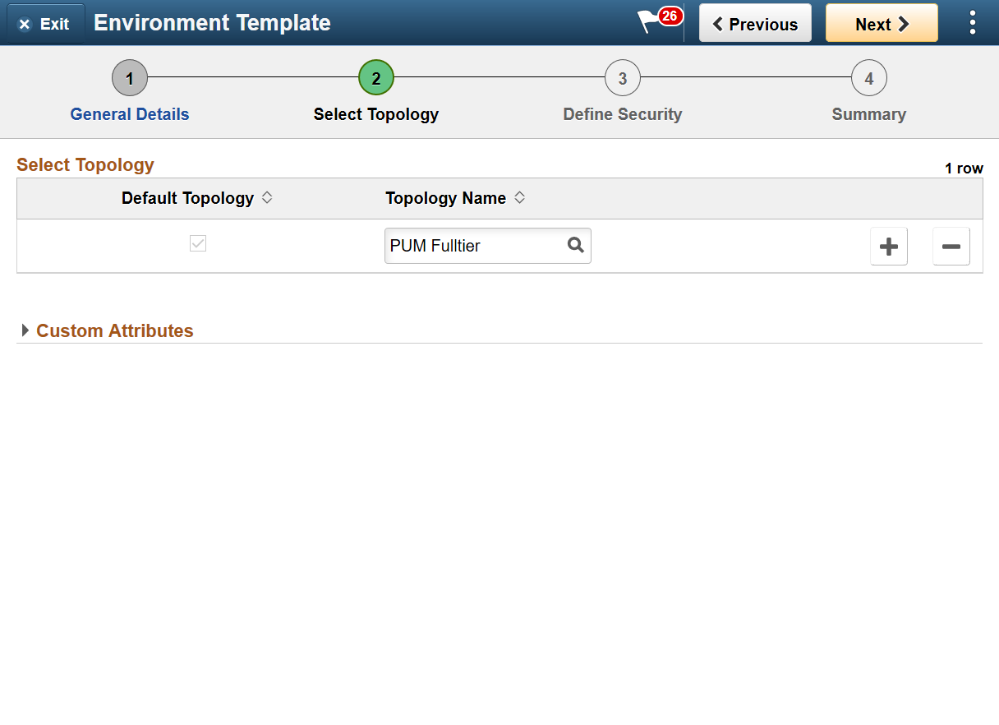 Exit
Environment Template
26
Previous
Next
1
2
3
4
General Details
Select Topology
Define Security
Summary
Select Topology
1 row
Default Topology
Topology Name
PUM Fulltier
Custom Attributes